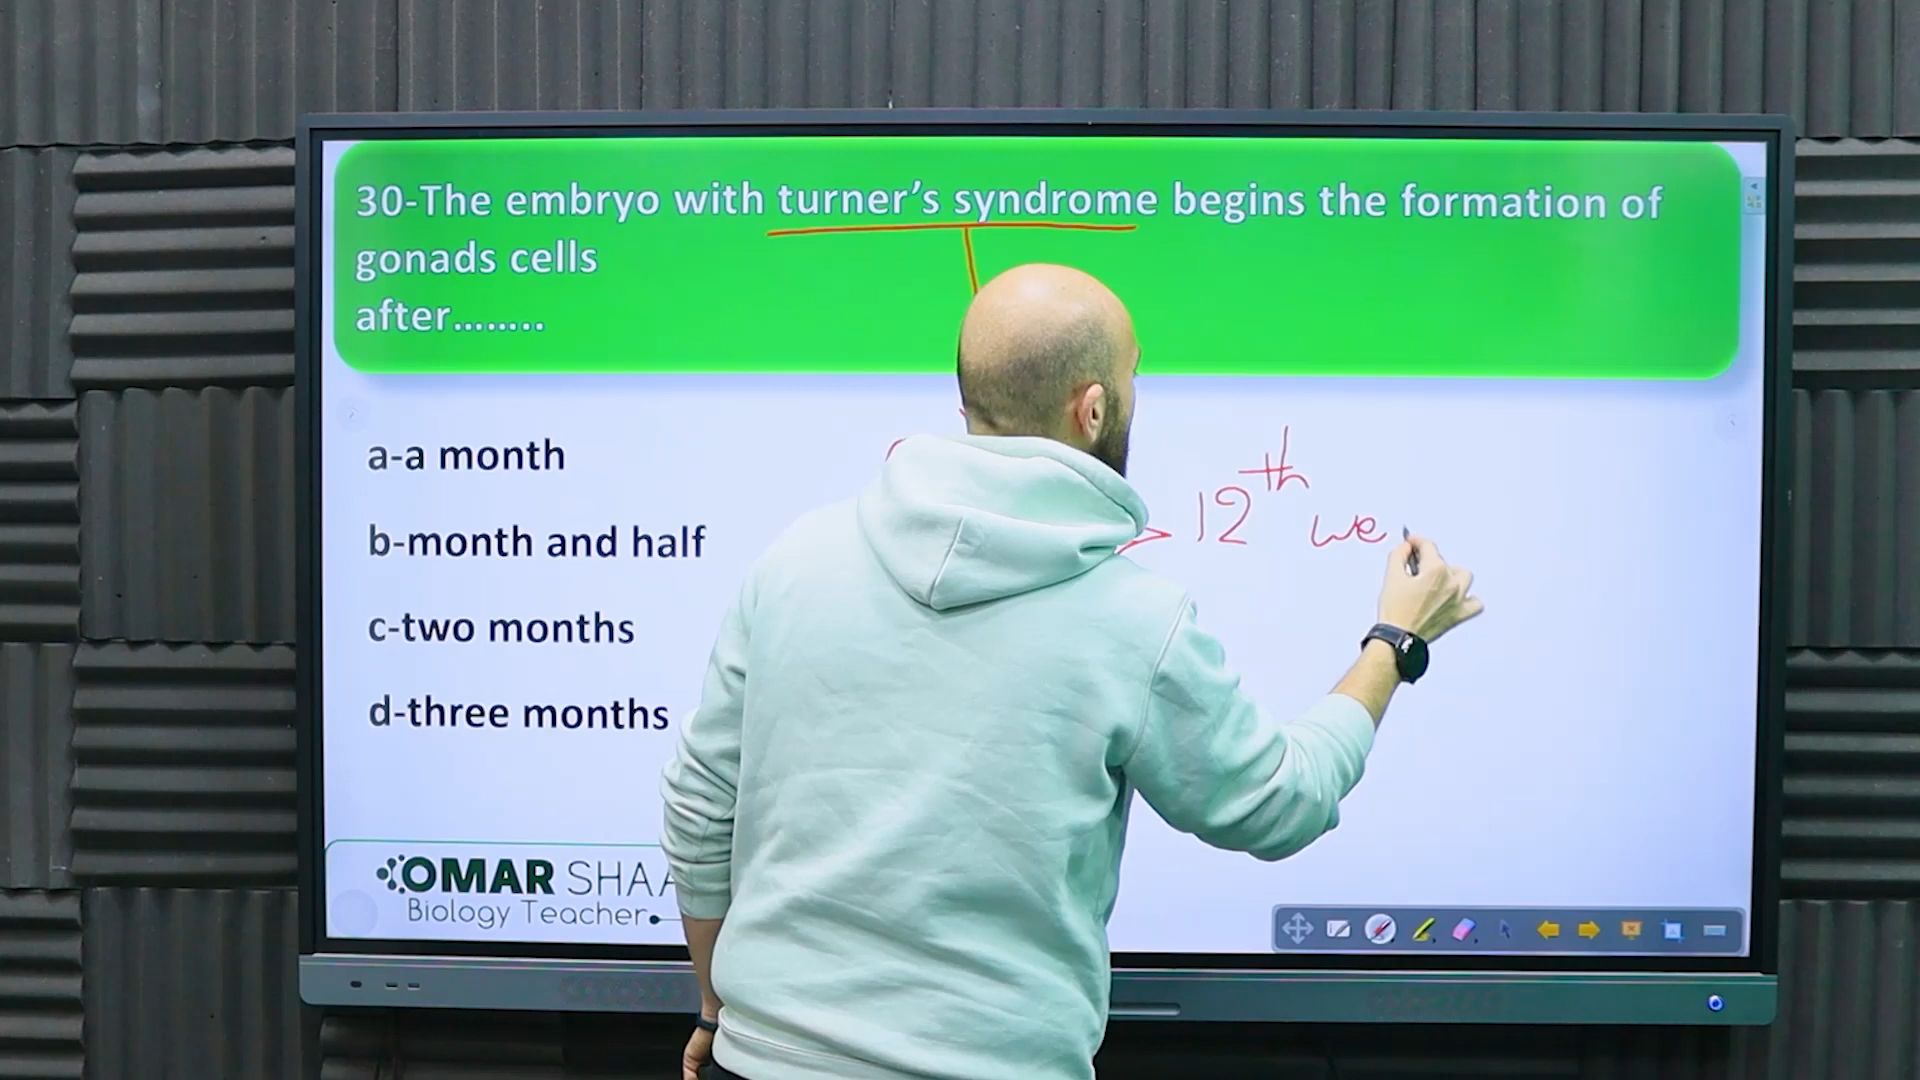 30-The embryo with turner's syndrome begins the formation of
gonads cells
after........
a-a month
b-month and half
c-two months
d-three months
12th we
OMAR SHAA
Biology Teacher